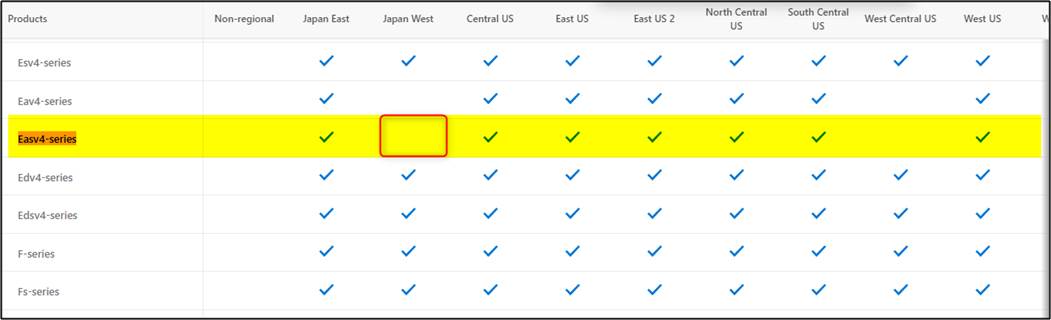 Products Non-regional Japan East Japan West Central US East US East US 2 North Central US South Central US West Central US West US W
Esv4-series
Eav4-series
Easv4-series
Edv4-series
Edsv4-series
F-series
Fs-series